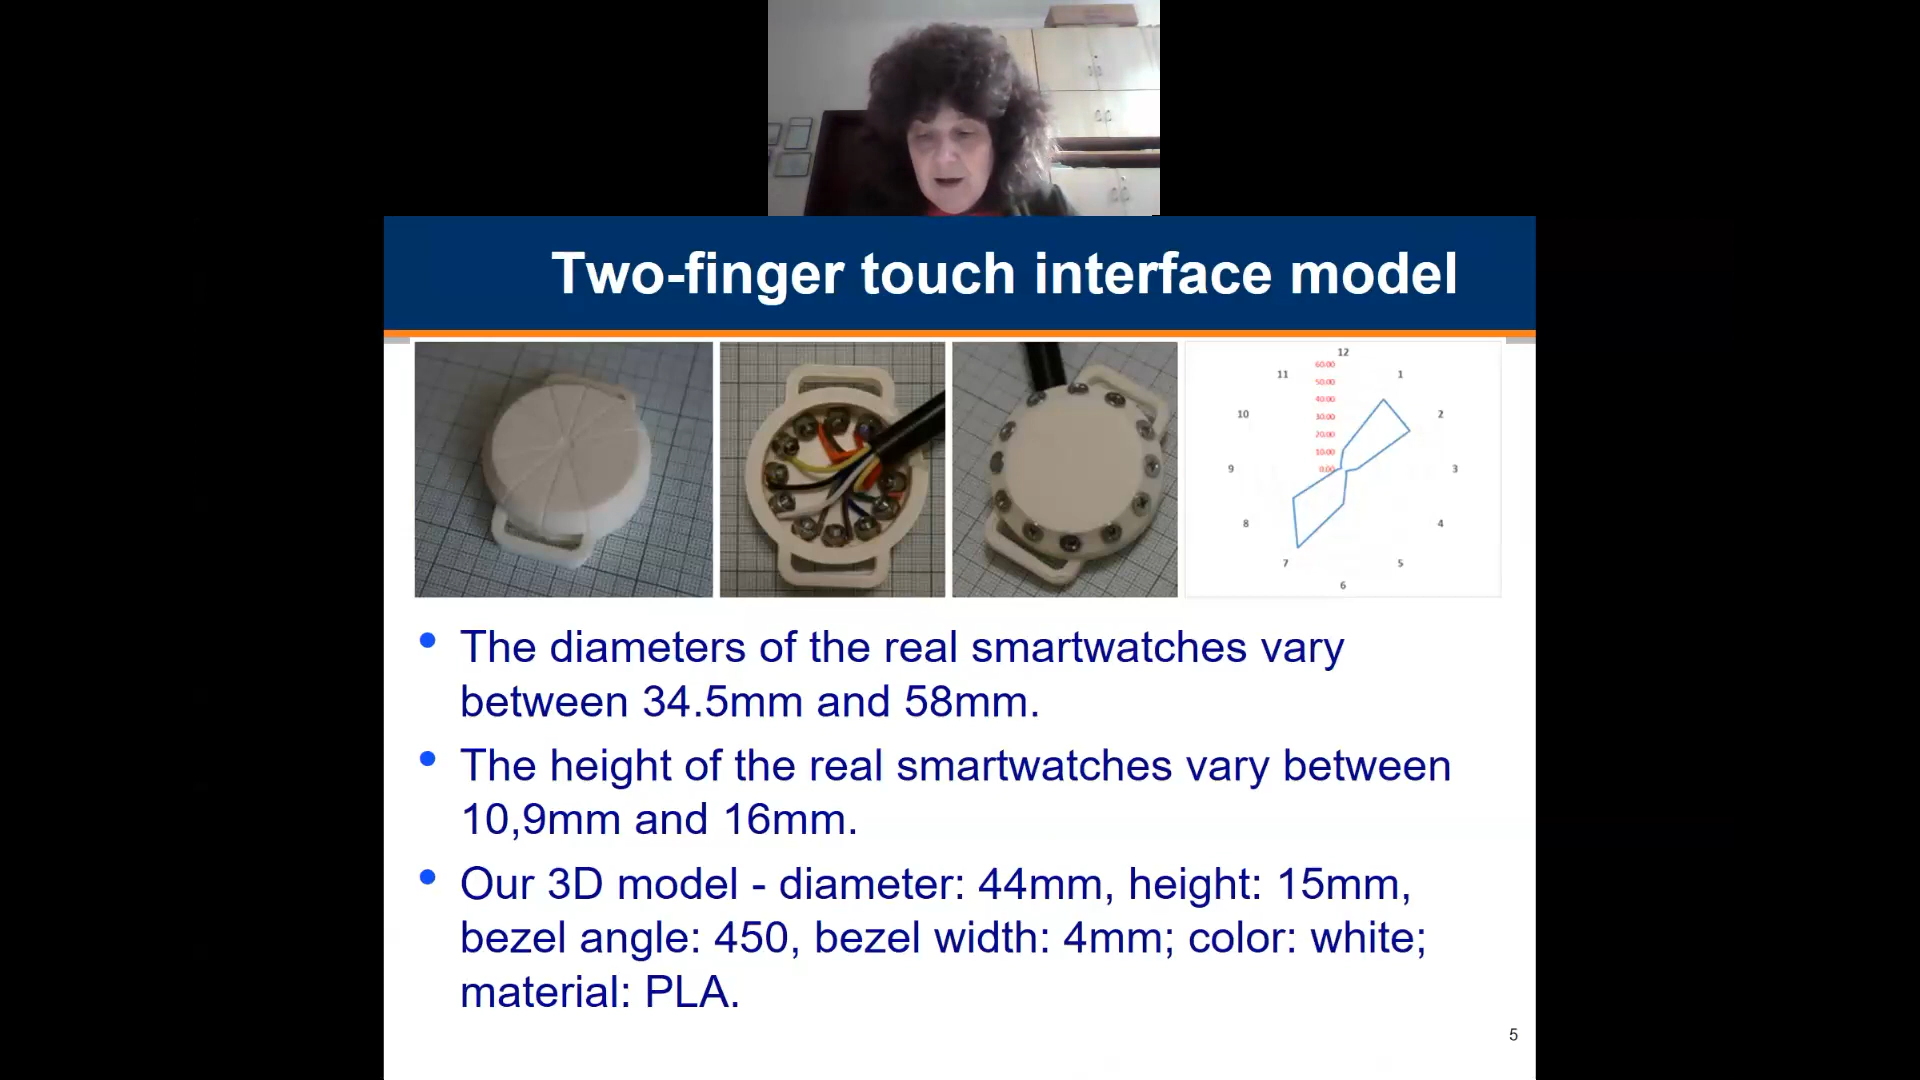 Two-finger touch interface model
12
60.00
11
1
50.00
40.00
10
30.00
2
20.00
10.00
9
0.00
3
8
4
7
5
6
The diameters of the real smartwatches vary
between 34.5mm and 58mm.
The height of the real smartwatches vary between
10,9mm and 16mm.
Our 3D model - diameter: 44mm, height: 15mm,
bezel angle: 450, bezel width: 4mm; color: white;
material: PLA.
5